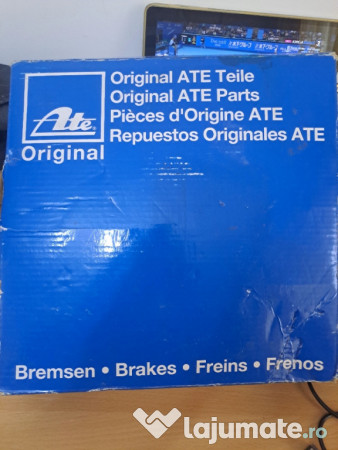 Original ATE Teile
Original ATE Parts
Pièces d'Origine ATE
Repuestos Originales ATE
Ate
Original
Bremsen • Brakes • Freins • Frenos
lajumate.ro